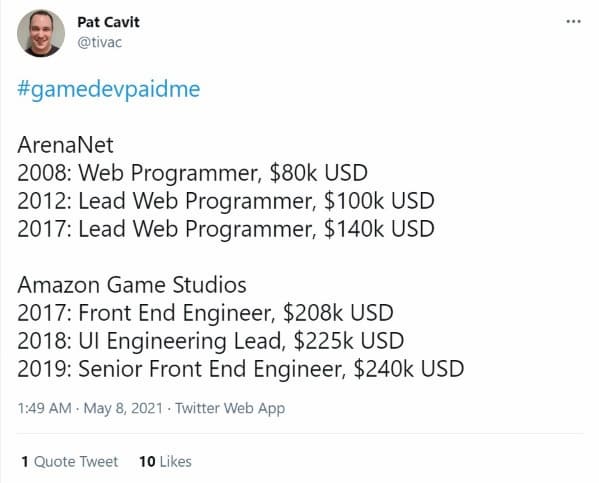 Pat Cavit
@tivac
#gamedevpaidme
ArenaNet
2008: Web Programmer, $80k USD
2012: Lead Web Programmer, $100k USD
2017: Lead Web Programmer, $140k USD
Amazon Game Studios
2017: Front End Engineer, $208k USD
2018: UI Engineering Lead, $225k USD
2019: Senior Front End Engineer, $240k USD
1:49 AM · May 8, 2021 · Twitter Web App
1 Quote Tweet 10 Likes